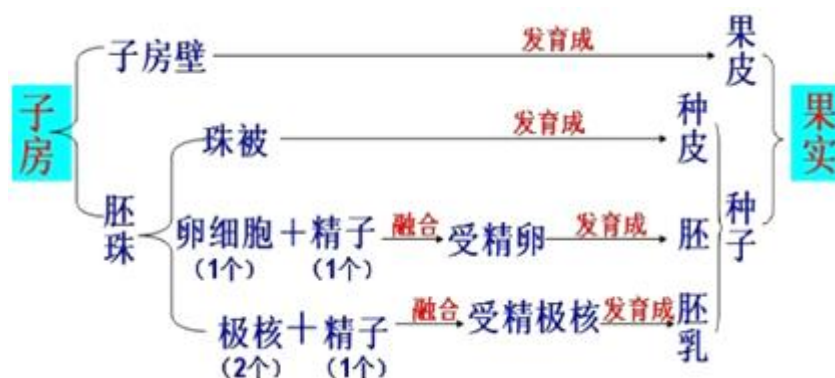 子房壁 发育成 果皮
子房
果实
珠被 发育成 种皮
胚珠
种子
卵细胞+精子 融合 受精卵 发育成 胚
(1个) (1个)
极核+精子 融合 受精极核 发育成 胚乳
(2个) (1个)